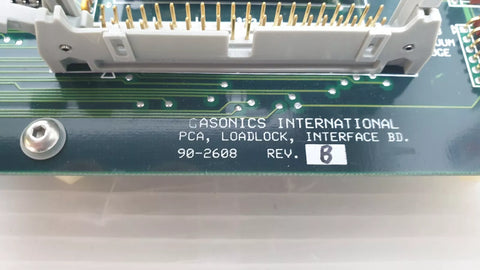 GASONICS INTERNATIONAL
PCA, LOADLOCK, INTERFACE BD.
90-2608 REV. B